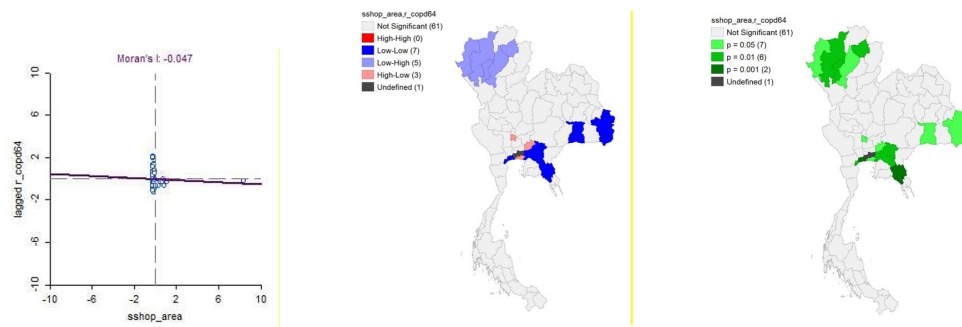 Moran's I: -0.047
lagged r_copd64
10
6
2
-2
-6
-10
-10 -6 -2 2 6 10
sshop_area
sshop_area,r_copd64
Not Significant (61)
High-High (0)
Low-Low (7)
Low-High (5)
High-Low (3)
Undefined (1)
sshop_area,r_copd64
Not Significant (61)
p = 0.05 (7)
p = 0.01 (6)
p = 0.001 (2)
Undefined (1)